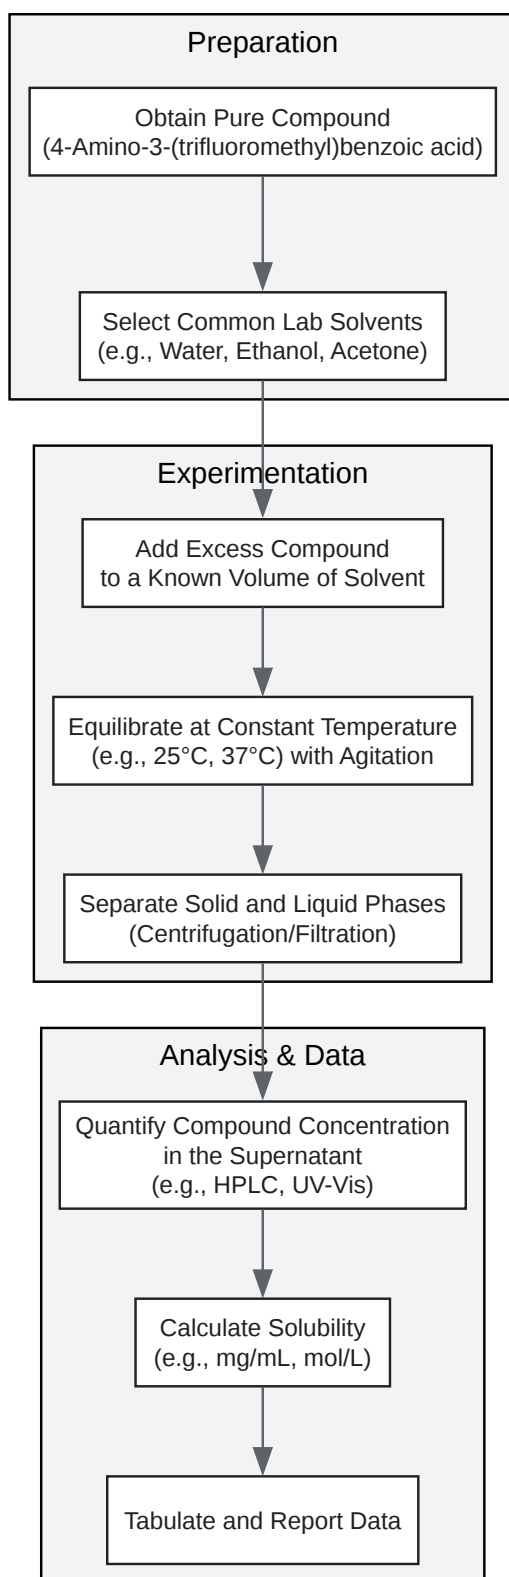 Preparation
Obtain Pure Compound
(4-Amino-3-(trifluoromethyl)benzoic acid)
Select Common Lab Solvents
(e.g., Water, Ethanol, Acetone)
Experimentation
Add Excess Compound
to a Known Volume of Solvent
Equilibrate at Constant Temperature
(e.g., 25°C, 37°C) with Agitation
Separate Solid and Liquid Phases
(Centrifugation/Filtration)
Analysis & Data
Quantify Compound Concentration
in the Supernatant
(e.g., HPLC, UV-Vis)
Calculate Solubility
(e.g., mg/mL, mol/L)
Tabulate and Report Data